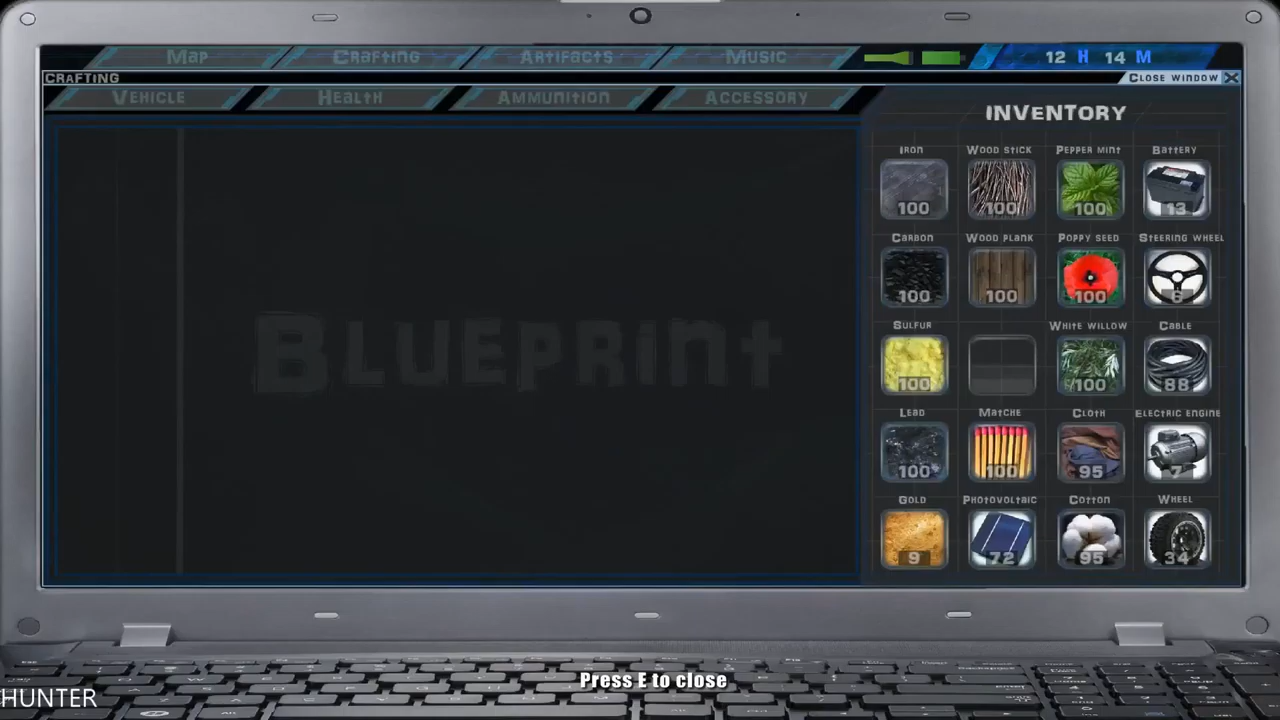 Map Crafting Artifacts Music 12 H 14 M
Crafting Close Window
Vehicle Health Ammunition Accessory
Inventory
Iron Wood stick Pepper mint Battery
100 100 100 13
Carbon Wood plank Poppy seed Steering wheel
100 100 100 6
Sulfur White willow Cable
100 100 88
Lead Matche Cloth Electric engine
100 100 95 7
Gold Photovoltaic Cotton Wheel
9 72 95 34
Blueprint
Press E to close
HUNTER